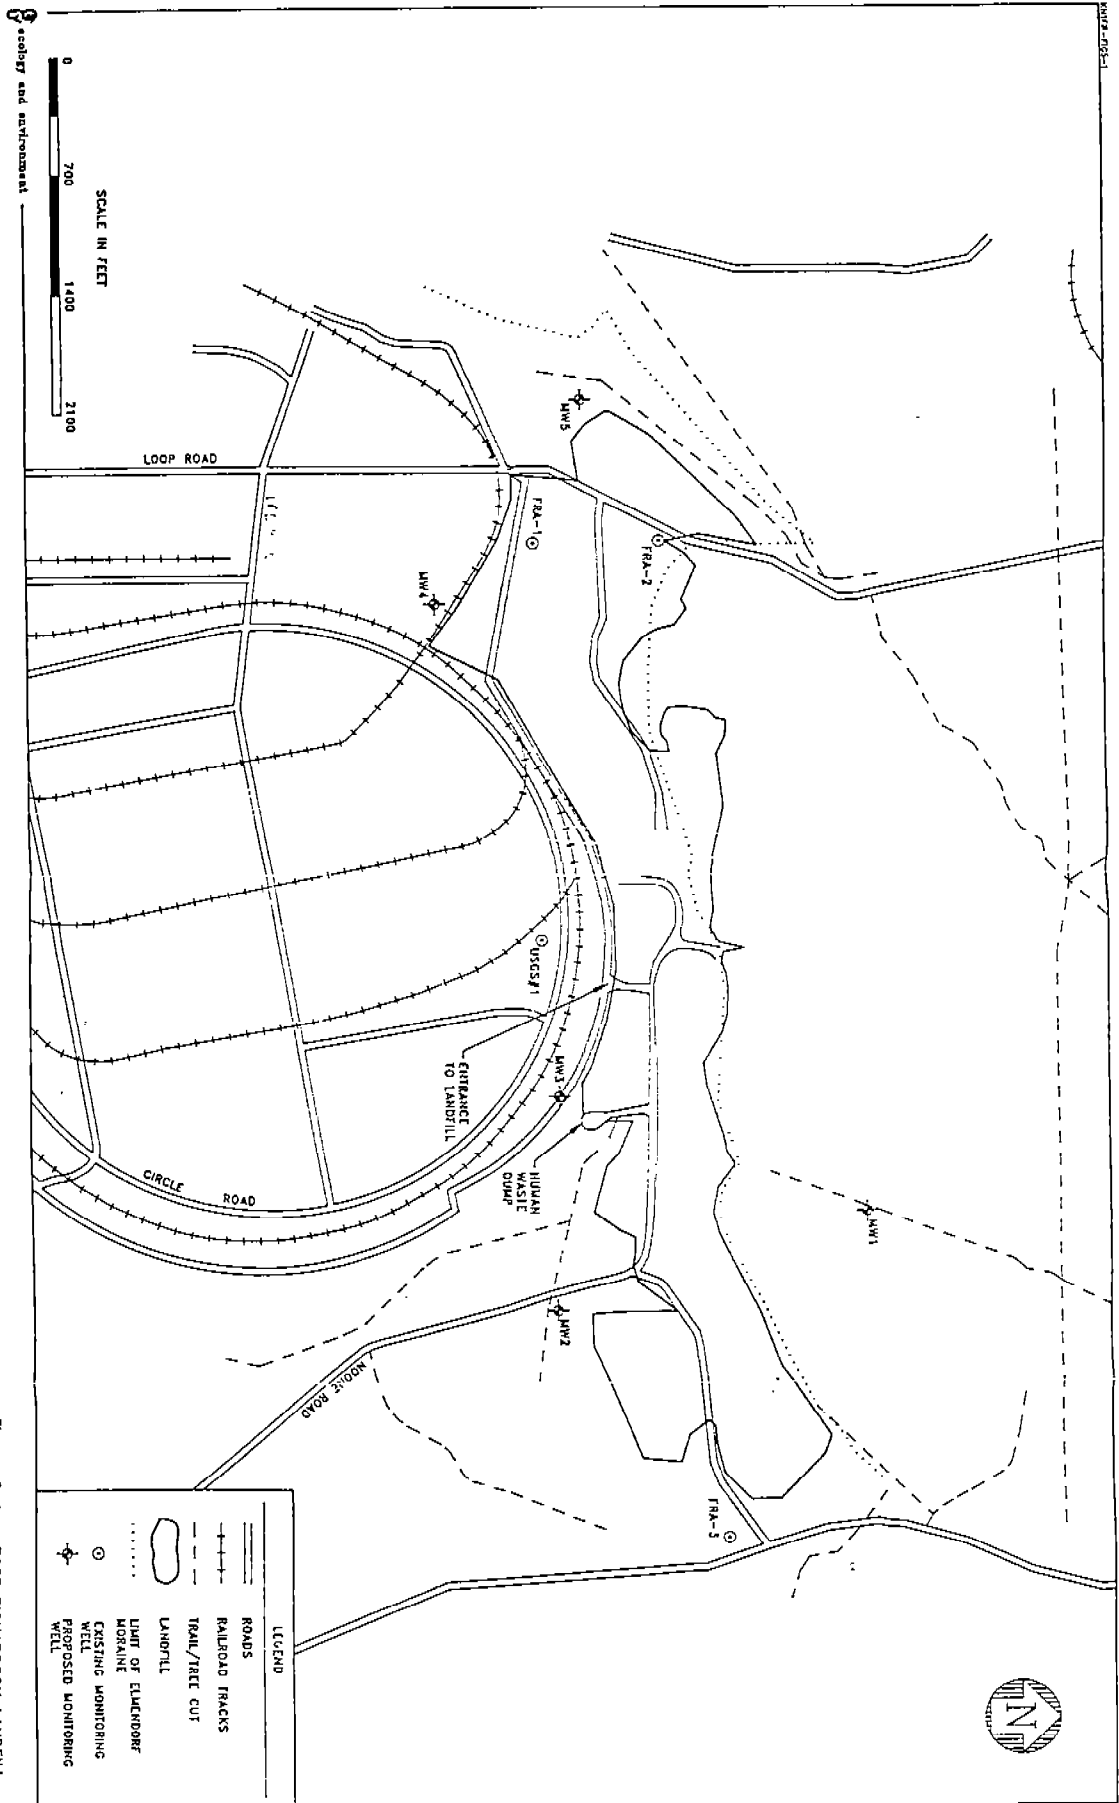 ecology and environment
SCALE IN FEET
0
700
1400
2100
LOOP ROAD
MW5
FRA-1
FRA-2
MW4
USGS#1
ENTRANCE
TO LANDFILL
MW3
HUMAN
WASTE
DUMP
MW1
MW2
CIRCLE ROAD
FRA-3
N
LEGEND
ROADS
RAILROAD TRACKS
TRAIL/TREE CUT
LANDFILL
LIMIT OF ELMENDORF
MORAINE
EXISTING MONITORING
WELL
PROPOSED MONITORING
WELL